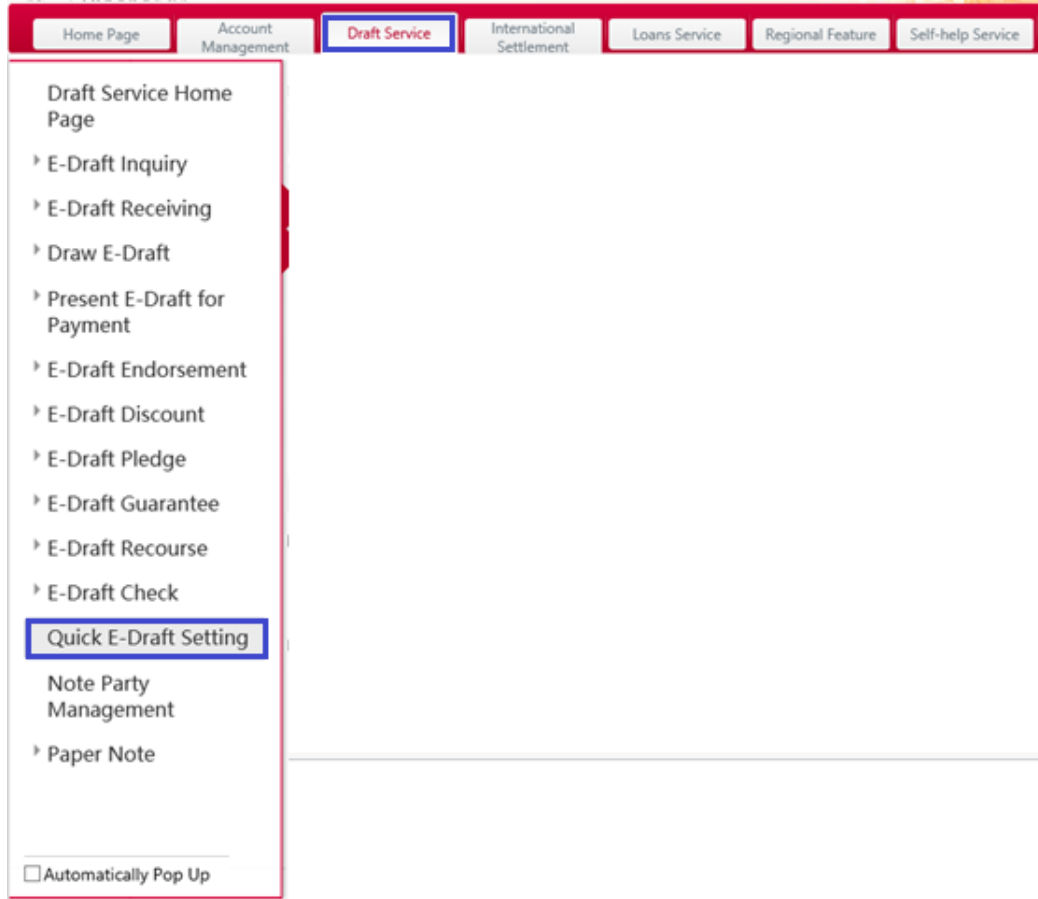 Home Page
Account
Management
Draft Service
International
Settlement
Loans Service
Regional Feature
Self-help Service
Draft Service Home
Page
E-Draft Inquiry
E-Draft Receiving
Draw E-Draft
Present E-Draft for
Payment
E-Draft Endorsement
E-Draft Discount
E-Draft Pledge
E-Draft Guarantee
E-Draft Recourse
E-Draft Check
Quick E-Draft Setting
Note Party
Management
Paper Note
Automatically Pop Up